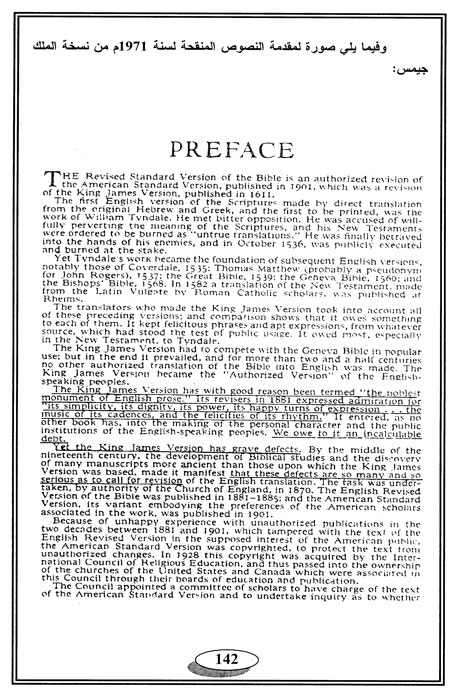 وفيما يلي صورة لمقدمة النصوص المنقحة لسنة 1971م من نسخة الملك
جيمس:
PREFACE
THE Revised Standard Version of the Bible is an authorized revision of
the American Standard Version, published in 1901, which was a revision
of the King James Version, published in 1611.
The first English version of the Scriptures made by direct translation
from the original Hebrew and Greek, and the first to be printed, was the
work of William Tyndale. He met bitter opposition. He was accused of will-
fully perverting the meaning of the Scriptures, and his New Testaments
were ordered to be burned as "untrue translations." He was finally betrayed
into the hands of his enemies, and in October 1536, was publicly executed
and burned at the stake.
Yet Tyndale's work became the foundation of subsequent English versions,
notably those of Coverdale, 1535; Thomas Matthew (probably a pseudonym
for John Rogers), 1537; the Great Bible, 1539; the Geneva Bible, 1560; and
the Bishops' Bible, 1568. In 1582 a translation of the New Testament, made
from the Latin Vulgate by Roman Catholic scholars, was published at
Rheims.
The translators who made the King James Version took into account all
of these preceding versions; and comparison shows that it owes something
to each of them. It kept felicitous phrases and apt expressions, from whatever
source, which had stood the test of public usage. It owed most, especially
in the New Testament, to Tyndale.
The King James Version had to compete with the Geneva Bible in popular
use; but in the end it prevailed, and for more than two and a half centuries
no other authorized translation of the Bible into English was made. The
King James Version became the "Authorized Version" of the English-
speaking peoples.
The King James Version has with good reason been termed "the noblest
monument of English prose." Its revisers in 1881 expressed admiration for
"its simplicity, its dignity, its power, its happy turns of expression . . . the
music of its cadences, and the felicities of its rhythm." It entered, as no
other book has, into the making of the personal character and the public
institutions of the English-speaking peoples. We owe to it an incalculable
debt.
Yet the King James Version has grave defects. By the middle of the
nineteenth century, the development of Biblical studies and the discovery
of many manuscripts more ancient than those upon which the King James
Version was based, made it manifest that these defects are so many and so
serious as to call for revision of the English translation. The task was under-
taken, by authority of the Church of England, in 1870. The English Revised
Version of the Bible was published in 1881-1885; and the American Standard
Version, its variant embodying the preferences of the American scholars
associated in the work, was published in 1901.
Because of unhappy experience with unauthorized publications in the
two decades between 1881 and 1901, which tampered with the text of the
English Revised Version in the supposed interest of the American public,
the American Standard Version was copyrighted, to protect the text from
unauthorized changes. In 1928 this copyright was acquired by the Inter-
national Council of Religious Education, and thus passed into the ownership
of the churches of the United States and Canada which were associated in
this Council through their boards of education and publication.
The Council appointed a committee of scholars to have charge of the text
of the American Standard Version and to undertake inquiry as to whether
142